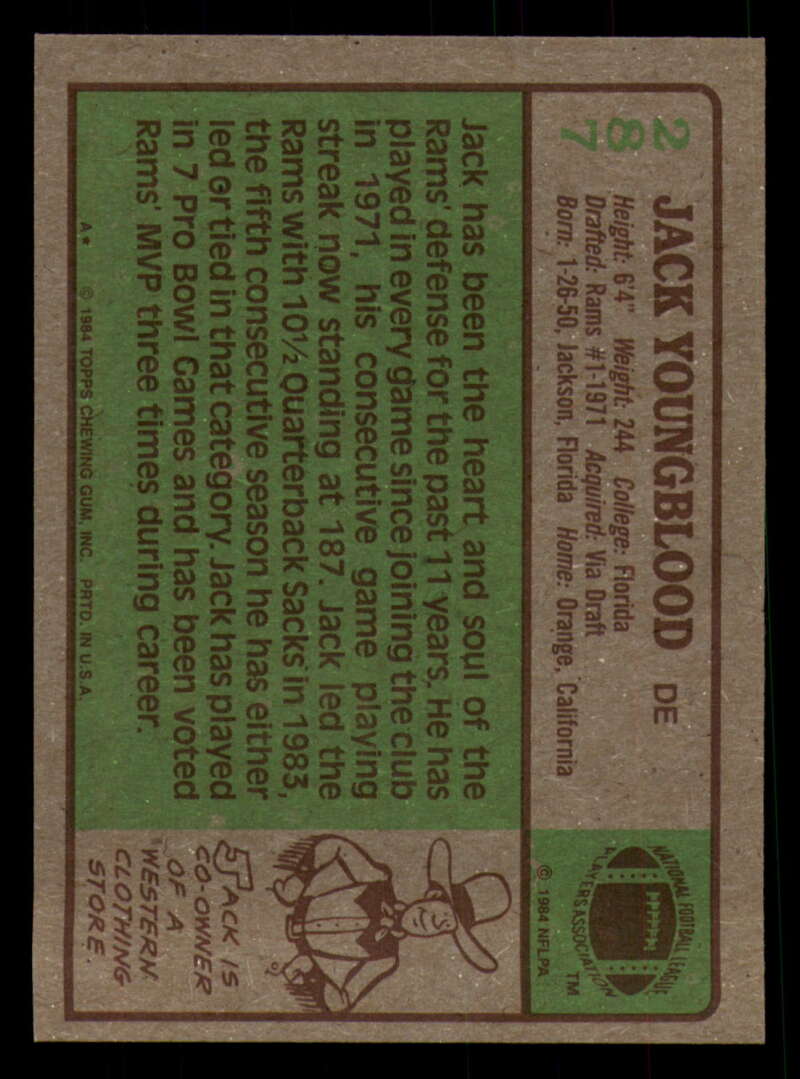 287
JACK YOUNGBLOOD DE
Height: 6'4" Weight: 244 College: Florida
Drafted: Rams #1-1971 Acquired: Via Draft
Born: 1-26-50, Jackson, Florida Home: Orange, California
NATIONAL FOOTBALL LEAGUE
PLAYERS ASSOCIATION
TM
© 1984 NFLPA
Jack has been the heart and soul of the
Rams' defense for the past 11 years. He has
played in every game since joining the club
in 1971, his consecutive game playing
streak now standing at 187. Jack led the
Rams with 10½ Quarterback Sacks in 1983,
the fifth consecutive season he has either
led or tied in that category. Jack has played
in 7 Pro Bowl Games and has been voted
Rams' MVP three times during career.
JACK IS
CO-OWNER
OF A
WESTERN
CLOTHING
STORE
A* © 1984 TOPPS CHEWING GUM, INC. PRTD. IN U.S.A.